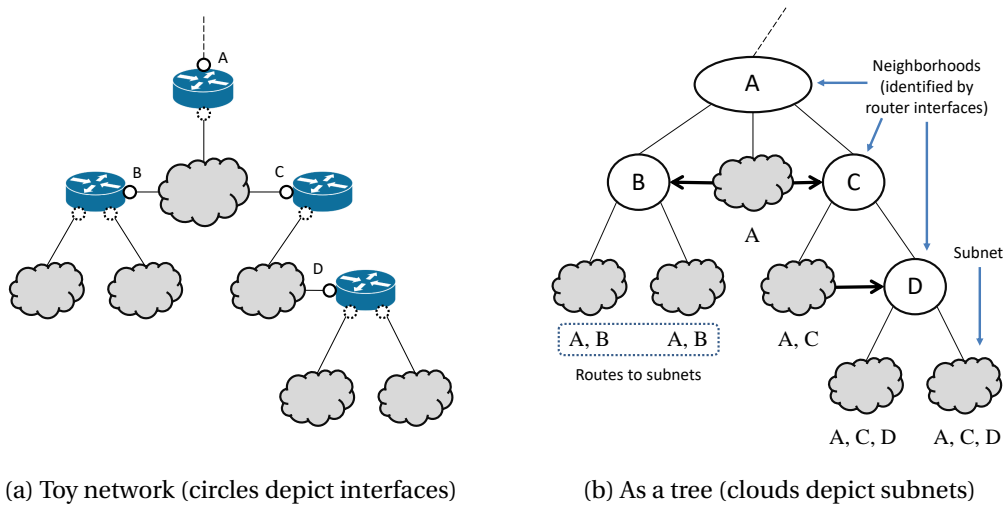 A
B
C
D
(a) Toy network (circles depict interfaces)
A
Neighborhoods
(identified by
router interfaces)
B
C
A
Subnet
D
A, B
A, B
A, C
Routes to subnets
A, C, D
A, C, D
(b) As a tree (clouds depict subnets)